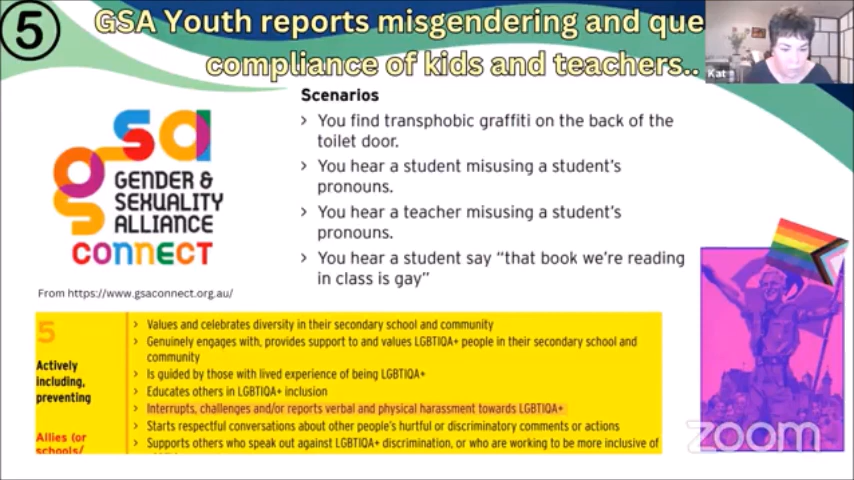 5
GSA Youth reports misgendering and que
compliance of kids and teachers..
Kat
Scenarios
> You find transphobic graffiti on the back of the
toilet door.
> You hear a student misusing a student's
pronouns.
> You hear a teacher misusing a student's
pronouns.
> You hear a student say “that book we're reading
in class is gay”
gsa
GENDER &
SEXUALITY
ALLIANCE
CONNECT
From https://www.gsaconnect.org.au/
5
Actively
including,
preventing
Allies (or
schools/
> Values and celebrates diversity in their secondary school and community
> Genuinely engages with, provides support to and values LGBTIQA+ people in their secondary school and
community
> Is guided by those with lived experience of being LGBTIQA+
> Educates others in LGBTIQA+ inclusion
> Interrupts, challenges and/or reports verbal and physical harassment towards LGBTIQA+
> Starts respectful conversations about other people's hurtful or discriminatory comments or actions
> Supports others who speak out against LGBTIQA+ discrimination, or who are working to be more inclusive of
zoom